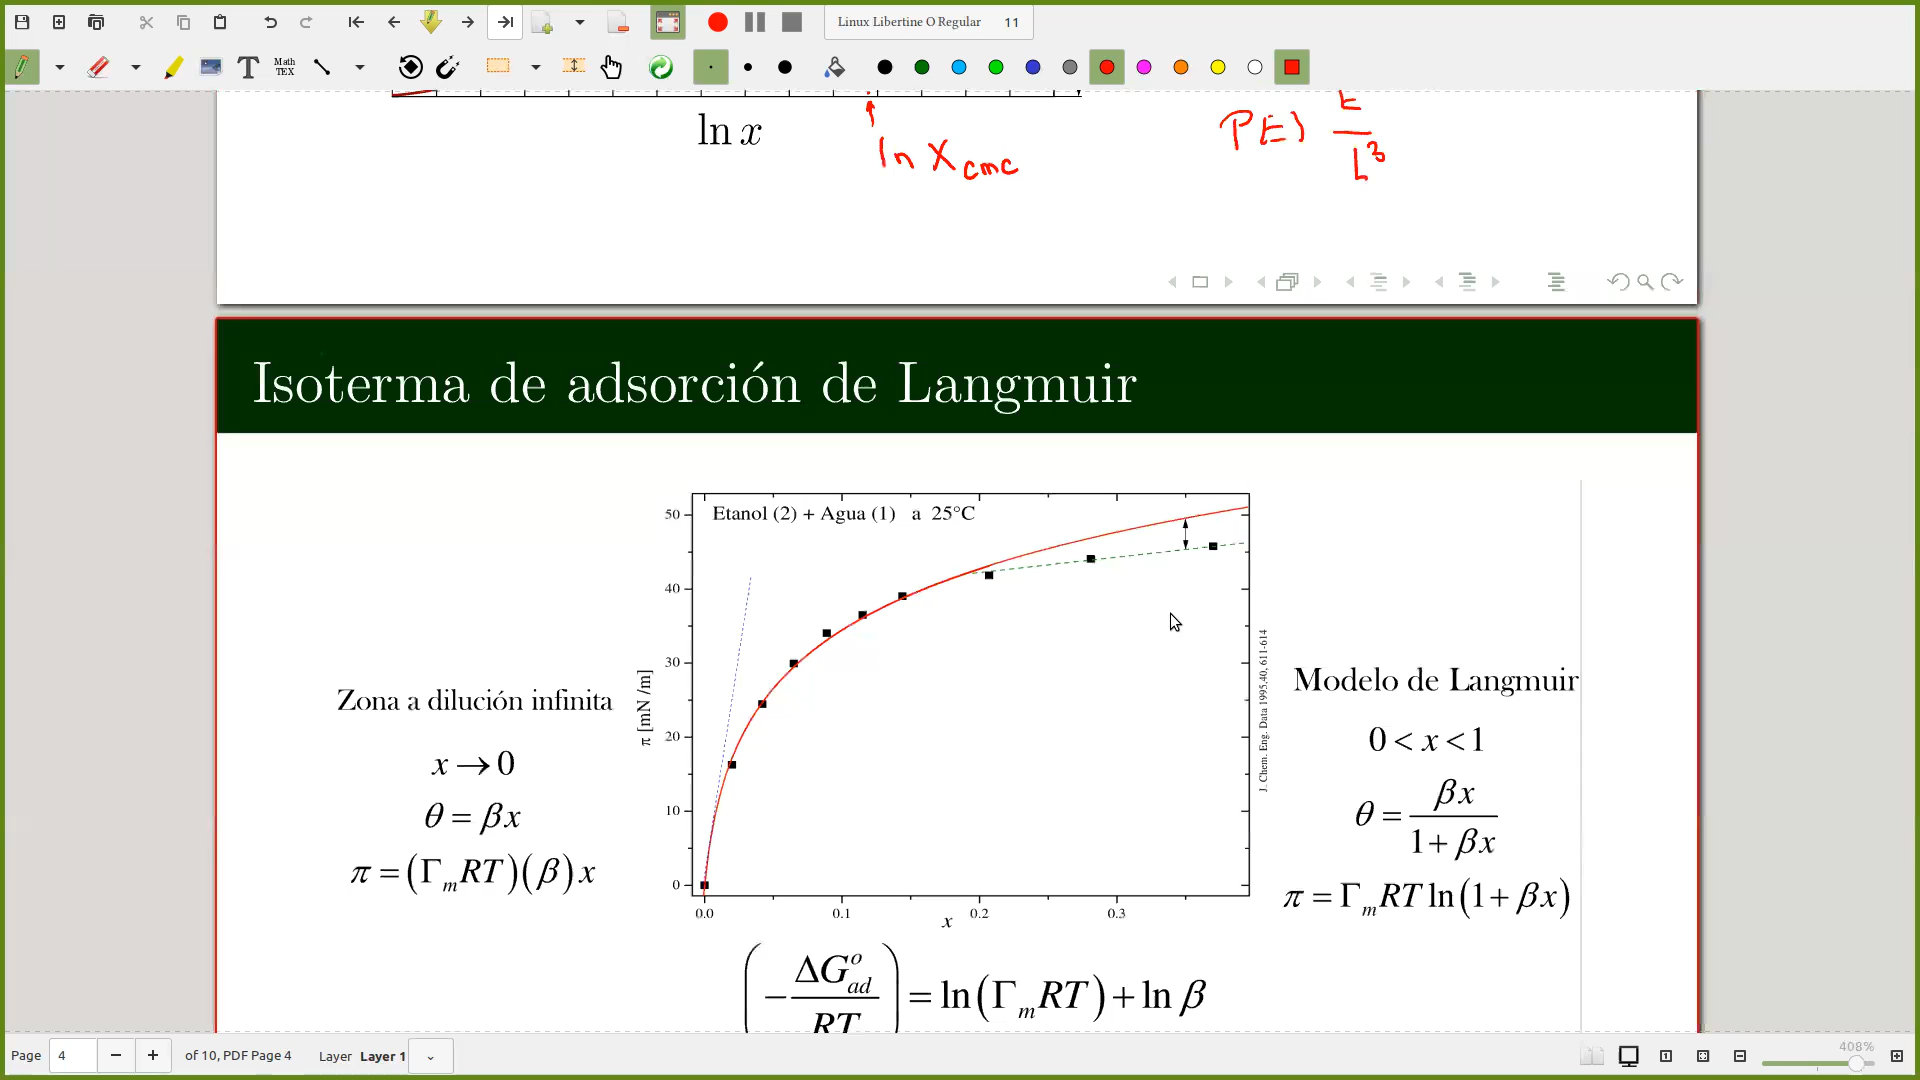 Linux Libertine O Regular 11
T Math TEX
ln x
ln x_cmc
PE) E/L³
Isoterma de adsorción de Langmuir
Etanol (2) + Agua (1) a 25°C
50
40
30
20
10
0
π [mN /m]
0.0 0.1 0.2 0.3
x
J. Chem. Eng. Data 1995,40, 611-614
Zona a dilución infinita
x → 0
θ = βx
π = (Γ_m RT)(β)x
Modelo de Langmuir
0 < x < 1
θ = βx / (1 + βx)
π = Γ_m RT ln(1 + βx)
(− ΔG°_ad / RT) = ln(Γ_m RT) + ln β
Page 4 − + of 10, PDF Page 4 Layer Layer 1 408%